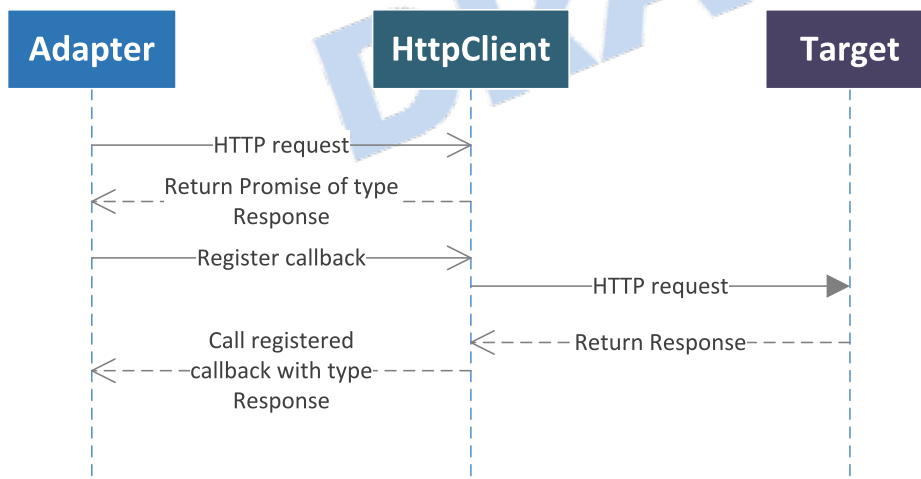 Adapter
HttpClient
Target
HTTP request
Return Promise of type
Response
Register callback
HTTP request
Return Response
Call registered
callback with type
Response